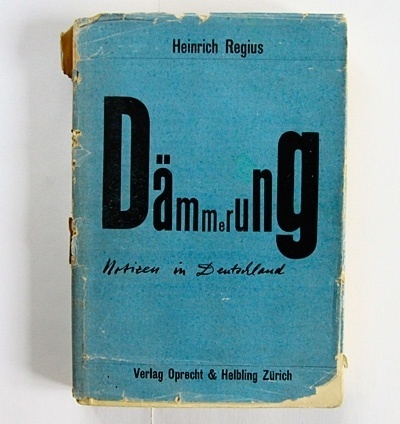 Heinrich Regius
Dämmerung
Notizen in Deutschland
Verlag Oprecht & Helbling Zürich